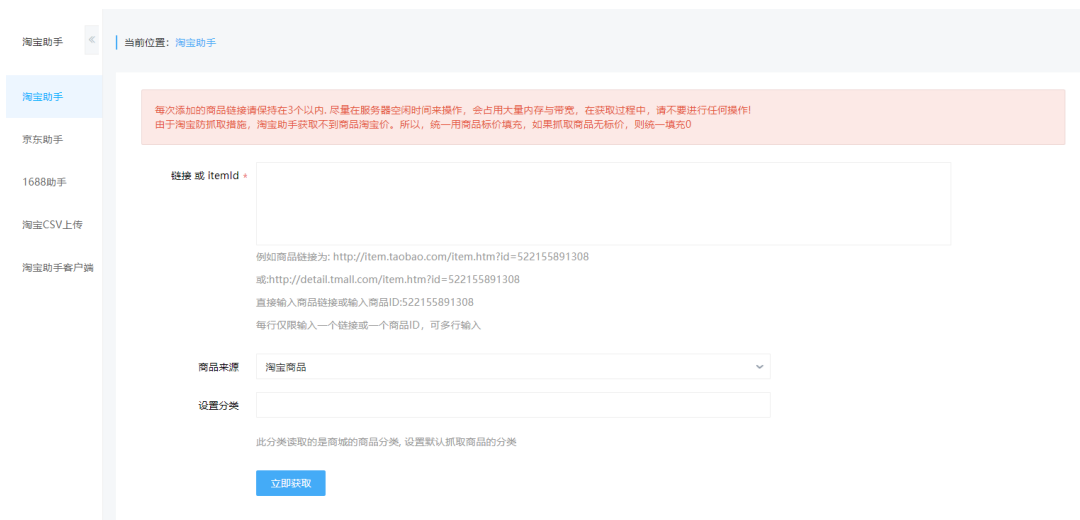 淘宝助手
«
当前位置：淘宝助手
淘宝助手
京东助手
1688助手
淘宝CSV上传
淘宝助手客户端
每次添加的商品链接请保持在3个以内. 尽量在服务器空闲时间来操作，会占用大量内存与带宽，在获取过程中，请不要进行任何操作!
由于淘宝防抓取措施，淘宝助手获取不到商品淘宝价。所以，统一用商品标价填充，如果抓取商品无标价，则统一填充0
链接 或 itemId *
例如商品链接为: http://item.taobao.com/item.htm?id=522155891308
或:http://detail.tmall.com/item.htm?id=522155891308
直接输入商品链接或输入商品ID:522155891308
每行仅限输入一个链接或一个商品ID，可多行输入
商品来源 淘宝商品
设置分类
此分类读取的是商城的商品分类, 设置默认抓取商品的分类
立即获取